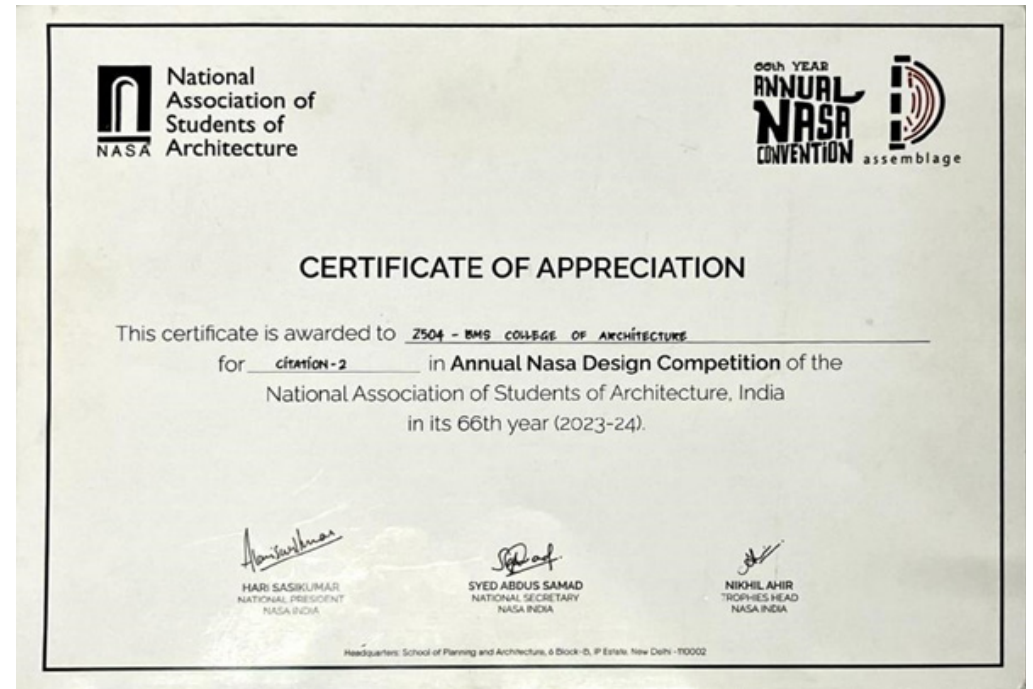 National
Association of
Students of
Architecture
NASA
66th YEAR
ANNUAL
NASA
CONVENTION
assemblage
CERTIFICATE OF APPRECIATION
This certificate is awarded to Z504 - BMS COLLEGE OF ARCHITECTURE
for CITATION-2 in Annual Nasa Design Competition of the
National Association of Students of Architecture, India
in its 66th year (2023-24).
HARI SASIKUMAR
NATIONAL PRESIDENT
NASA INDIA
SYED ABDUS SAMAD
NATIONAL SECRETARY
NASA INDIA
NIKHIL AHIR
TROPHIES HEAD
NASA INDIA
Headquarters: School of Planning and Architecture, 6 Block-B, IP Estate, New Delhi -110002